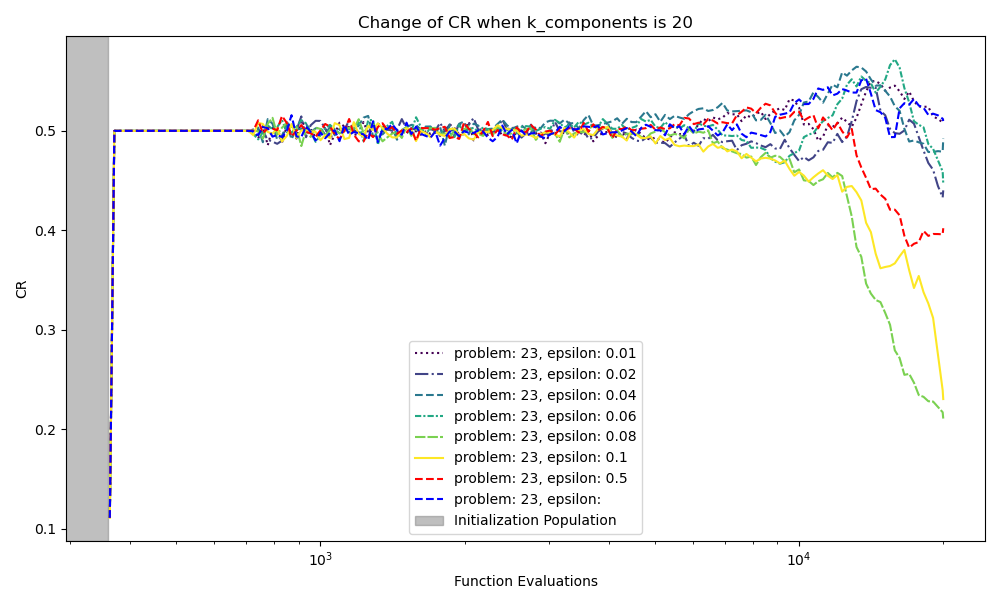 Change of CR when k_components is 20
CR
0.5
0.4
0.3
0.2
0.1
problem: 23, epsilon: 0.01
problem: 23, epsilon: 0.02
problem: 23, epsilon: 0.04
problem: 23, epsilon: 0.06
problem: 23, epsilon: 0.08
problem: 23, epsilon: 0.1
problem: 23, epsilon: 0.5
problem: 23, epsilon:
Initialization Population
10³ 10⁴
Function Evaluations